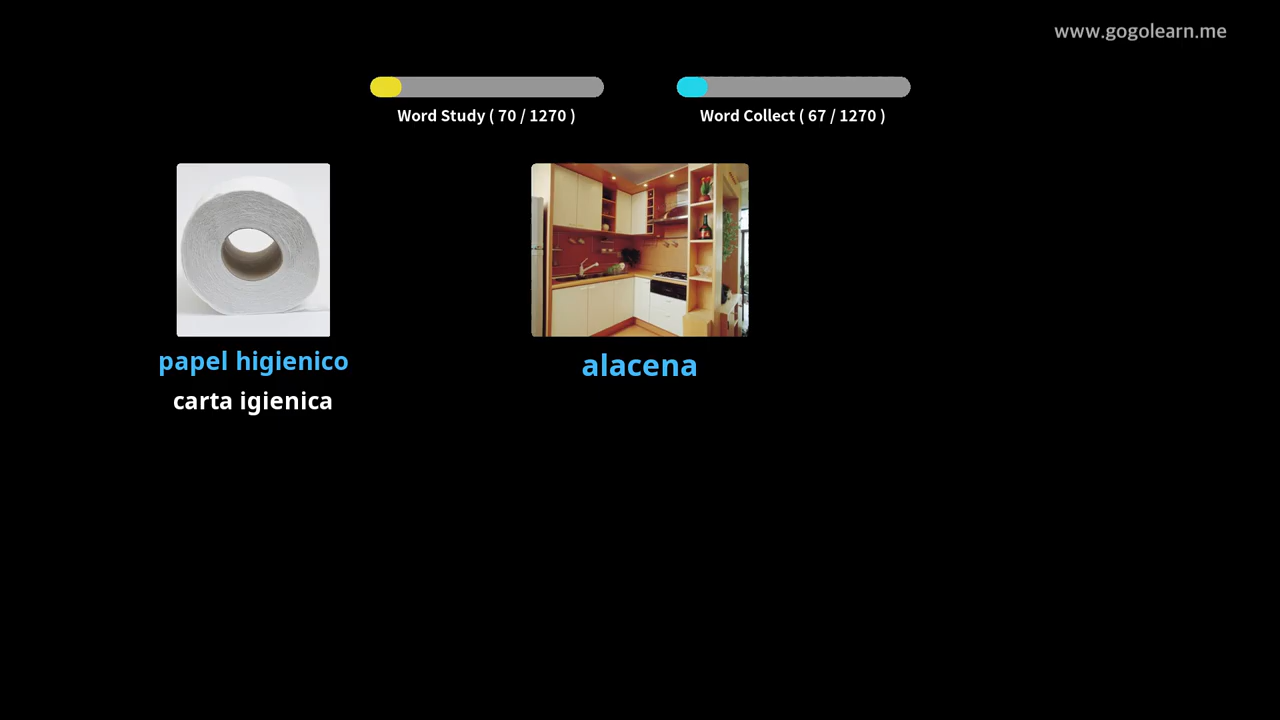 www.gogolearn.me
Word Study ( 70 / 1270 )
Word Collect ( 67 / 1270 )
papel higienico
carta igienica
alacena